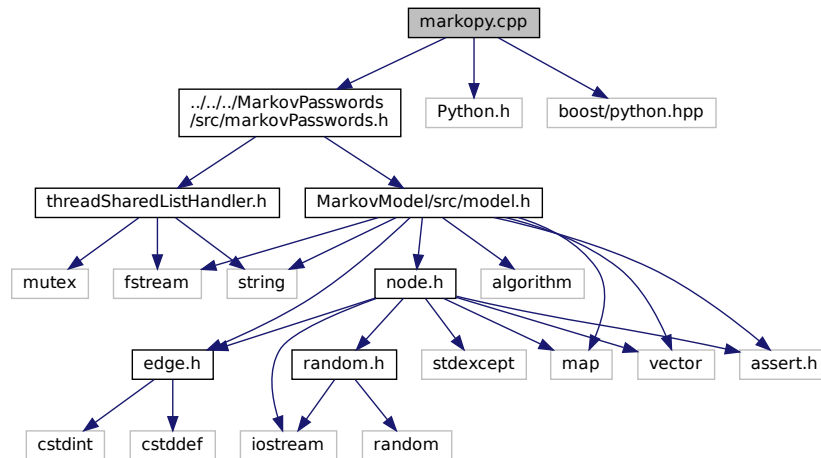 markopy.cpp
../../../MarkovPasswords
/src/markovPasswords.h
Python.h
boost/python.hpp
threadSharedListHandler.h
MarkovModel/src/model.h
mutex
fstream
string
node.h
algorithm
edge.h
random.h
stdexcept
map
vector
assert.h
cstdint
cstddef
iostream
random